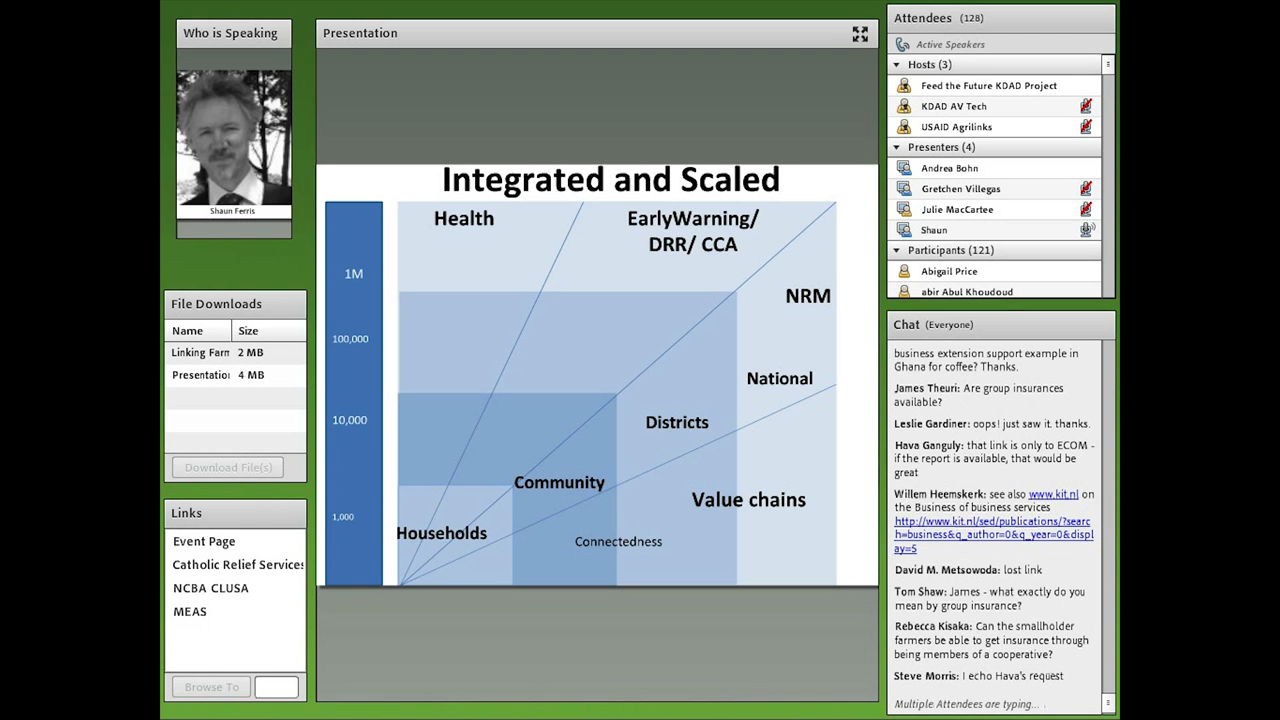 Who is Speaking
Shaun Ferris
File Downloads
Name Size
Linking Farm 2 MB
Presentatio 4 MB
Download File(s)
Links
Event Page
Catholic Relief Services
NCBA CLUSA
MEAS
Browse To
Presentation
Integrated and Scaled
Health
EarlyWarning/
DRR/ CCA
1M
NRM
100,000
National
10,000
Districts
Community
Value chains
1,000
Households
Connectedness
Attendees (128)
Active Speakers
Hosts (3)
Feed the Future KDAD Project
KDAD AV Tech
USAID Agrilinks
Presenters (4)
Andrea Bohn
Gretchen Villegas
Julie MacCartee
Shaun
Participants (121)
Abigail Price
abir Abul Khoudoud
Chat (Everyone)
business extension support example in
Ghana for coffee? Thanks.
James Theuri: Are group insurances
available?
Leslie Gardiner: oops! just saw it. thanks.
Hava Ganguly: that link is only to ECOM -
if the report is available, that would be
great
Willem Heemskerk: see also www.kit.nl on
the Business of business services
http://www.kit.nl/sed/publications/?searc
h=business&q_author=0&q_year=0&displ
ay=5
David M. Metsowoda: lost link
Tom Shaw: James - what exactly do you
mean by group insurance?
Rebecca Kisaka: Can the smallholder
farmers be able to get insurance through
being members of a cooperative?
Steve Morris: I echo Hava's request
Multiple Attendees are typing...